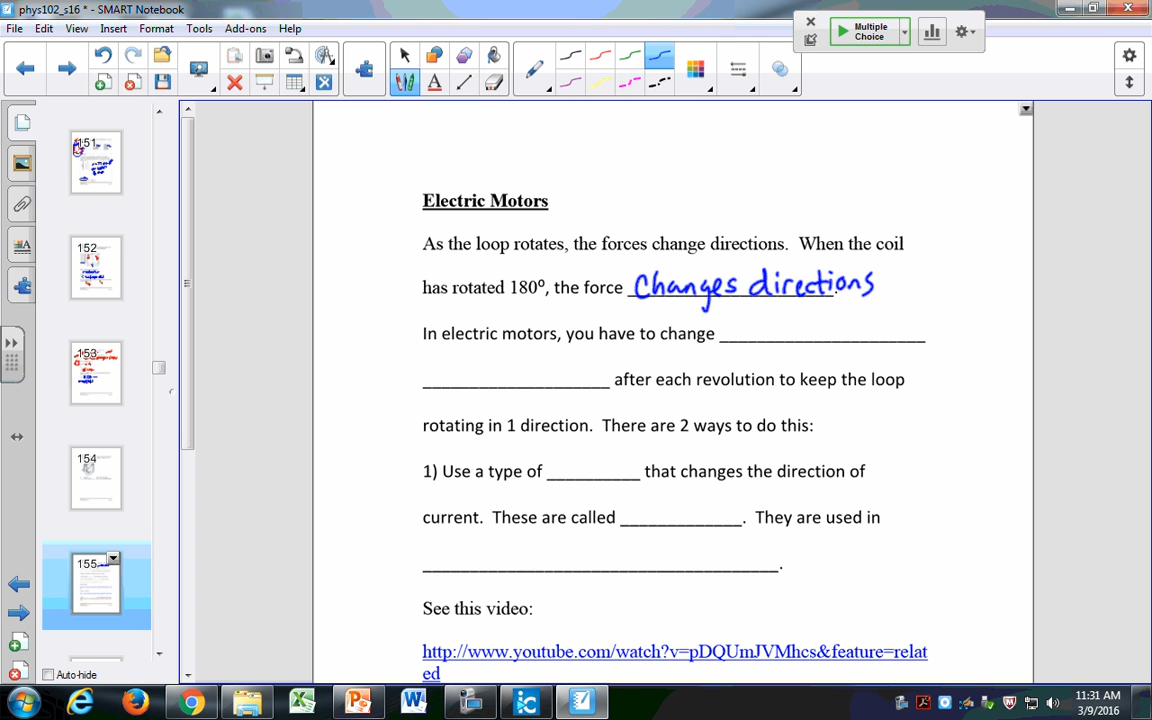 phys102_s16 * - SMART Notebook
File Edit View Insert Format Tools Add-ons Help
Multiple
Choice
151
152
153
154
155
Auto-hide
Electric Motors
As the loop rotates, the forces change directions. When the coil
has rotated 180º, the force changes directions.
In electric motors, you have to change ______________________
____________________ after each revolution to keep the loop
rotating in 1 direction. There are 2 ways to do this:
1) Use a type of __________ that changes the direction of
current. These are called _____________. They are used in
______________________________________.
See this video:
http://www.youtube.com/watch?v=pDQUmJVMhcs&feature=relat
ed
11:31 AM
3/9/2016